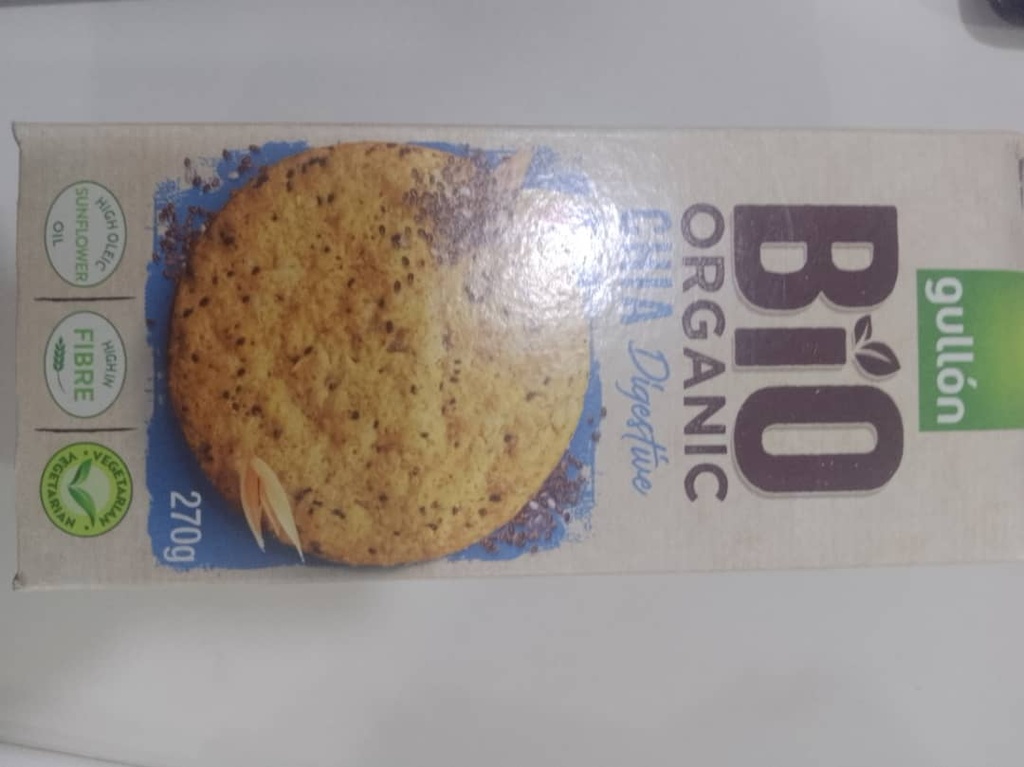 gullón
BIO
ORGANIC
CHIA Digestive
270g
HIGH OLEIC
SUNFLOWER
OIL
HIGH IN
FIBRE
VEGETARIAN · VEGETARIAN ·